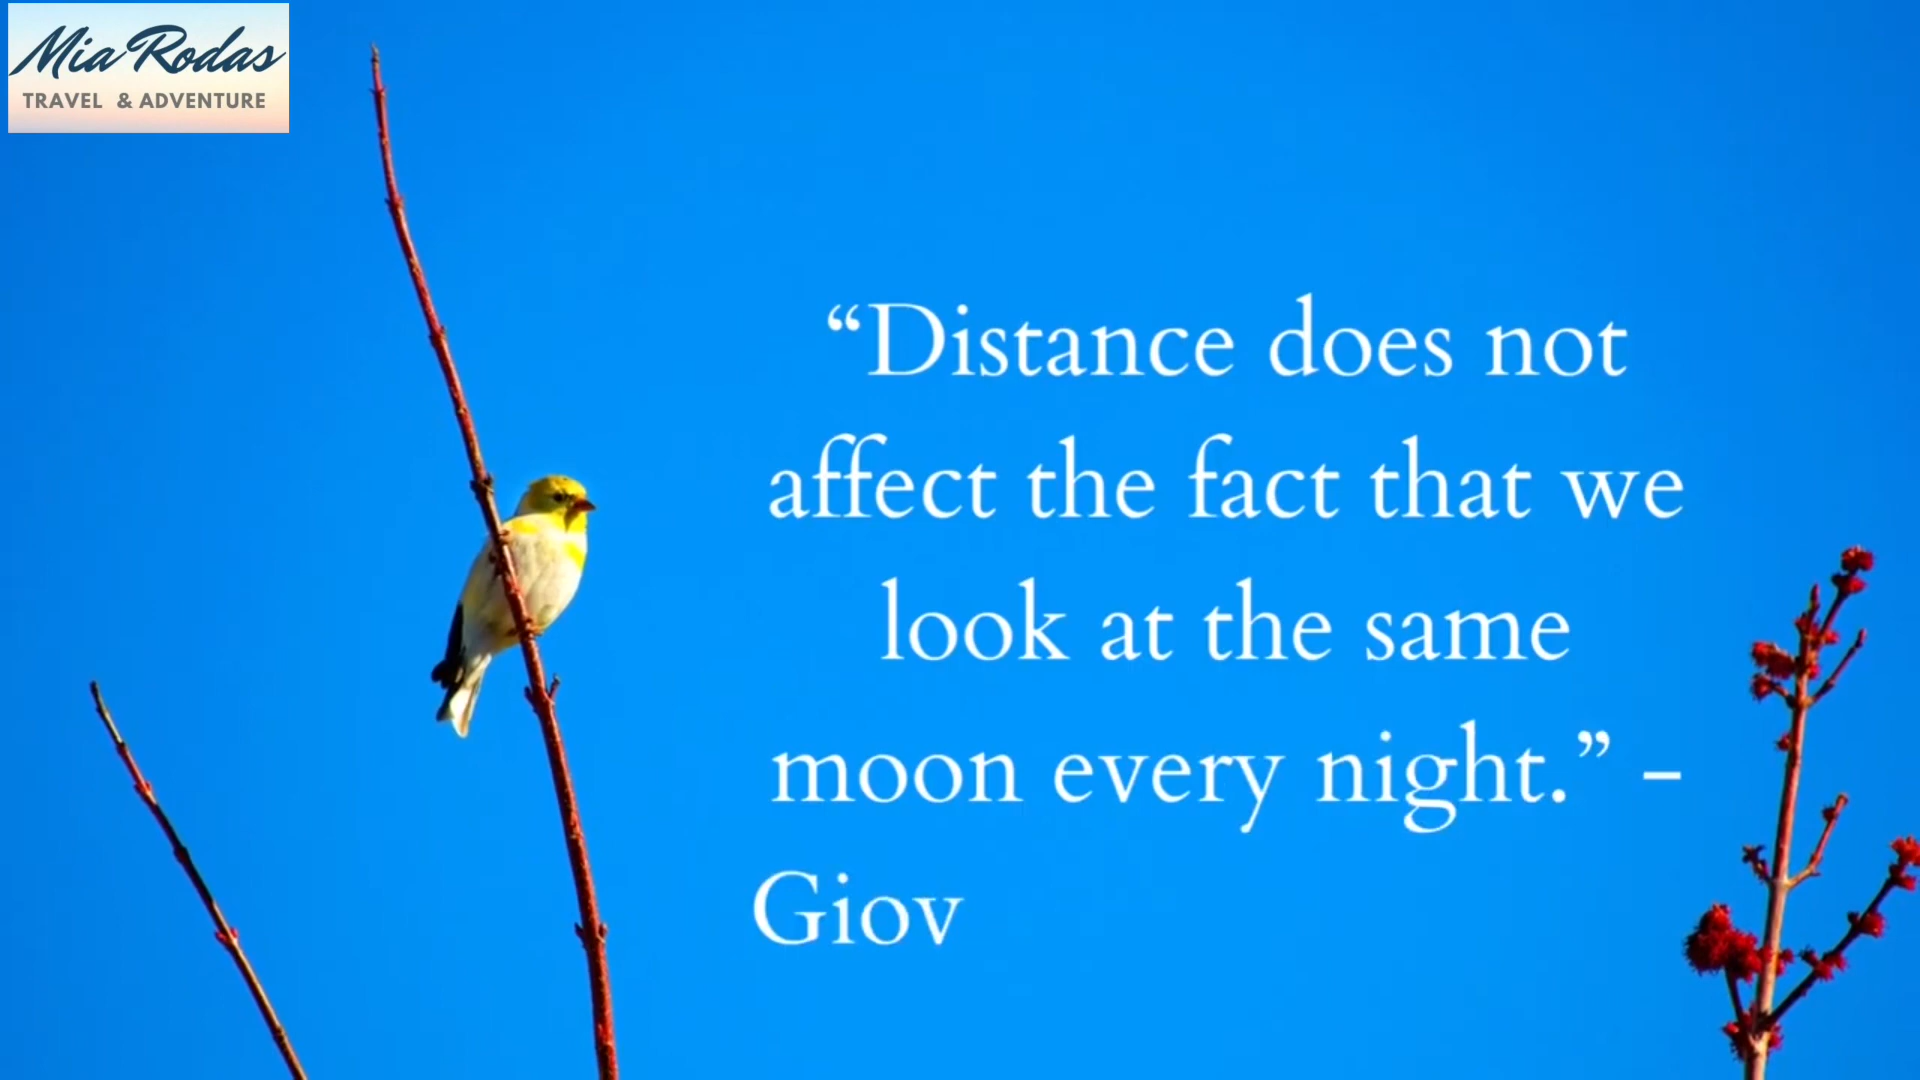 Mia Rodas
TRAVEL & ADVENTURE
“Distance does not
affect the fact that we
look at the same
moon every night.” –
Giov